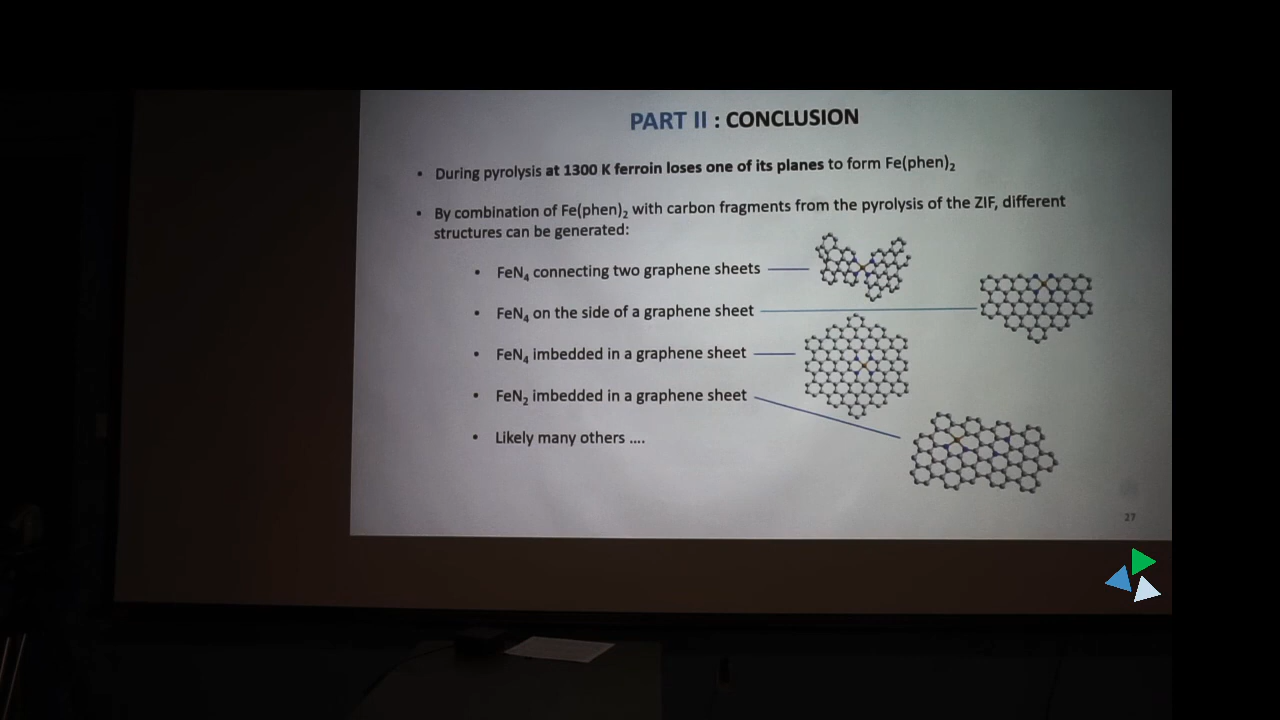 PART II : CONCLUSION
• During pyrolysis at 1300 K ferroin loses one of its planes to form Fe(phen)₂
• By combination of Fe(phen)₂ with carbon fragments from the pyrolysis of the ZIF, different
structures can be generated:
• FeN₄ connecting two graphene sheets
• FeN₄ on the side of a graphene sheet
• FeN₄ imbedded in a graphene sheet
• FeN₂ imbedded in a graphene sheet
• Likely many others ....
27